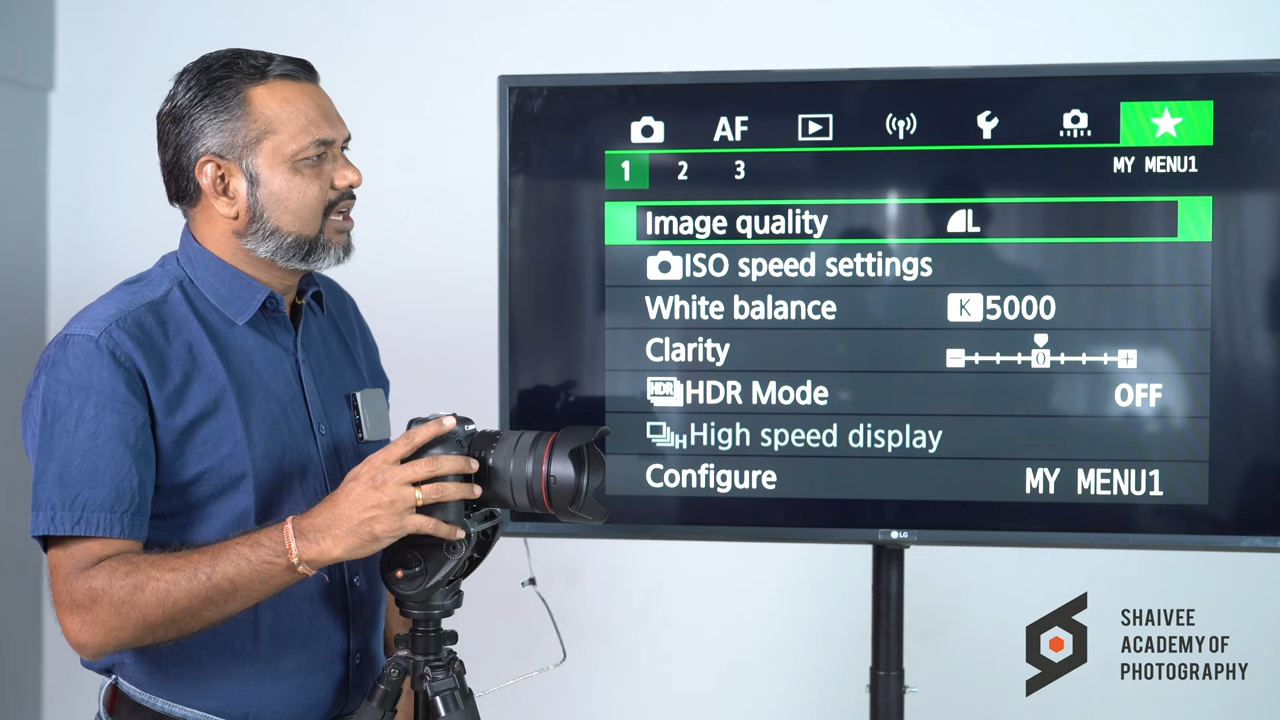 AF
1 2 3 MY MENU1
Image quality L
ISO speed settings
White balance K 5000
Clarity 0
HDR HDR Mode OFF
H High speed display
Configure MY MENU1
Canon
LG
SHAIVEE
ACADEMY OF
PHOTOGRAPHY